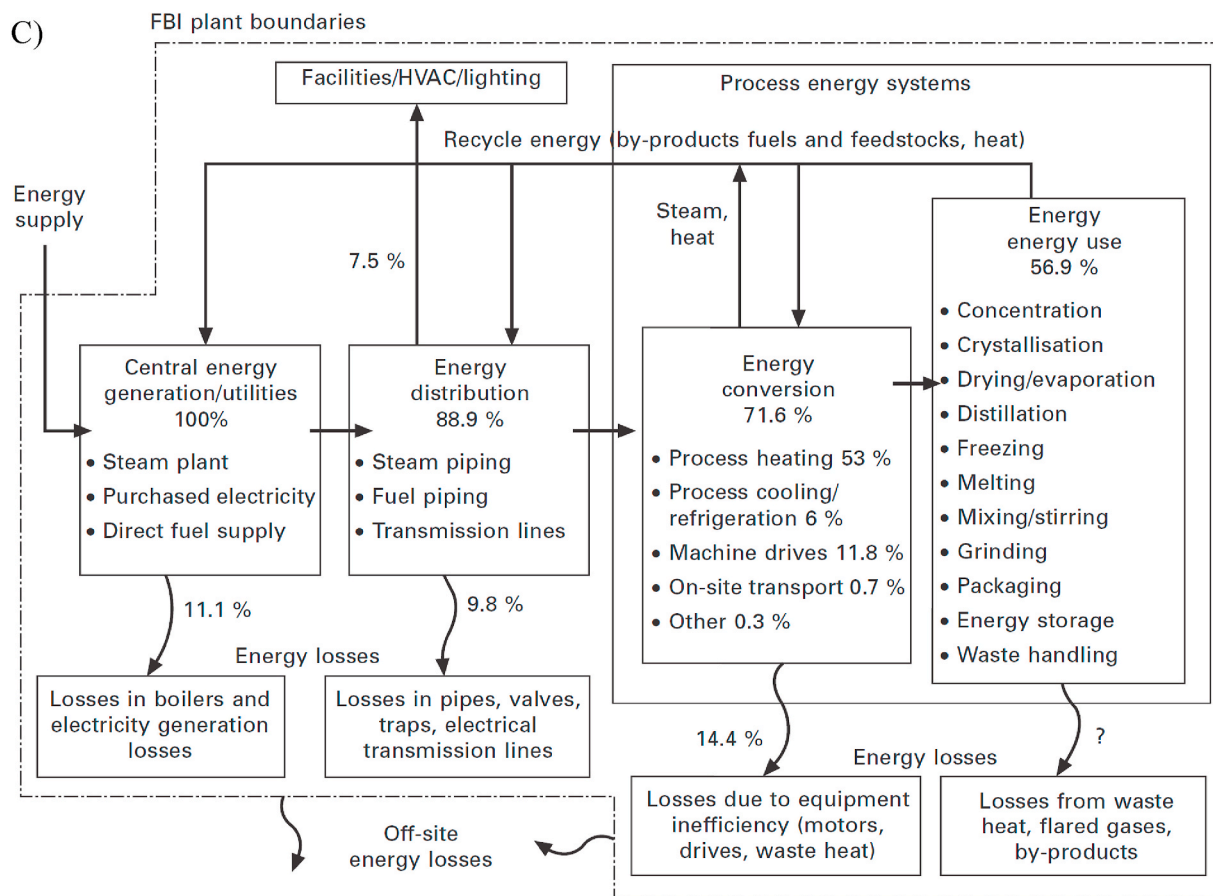 C)
FBI plant boundaries
Facilities/HVAC/lighting
Process energy systems
Recycle energy (by-products fuels and feedstocks, heat)
Energy
supply
Steam,
heat
7.5 %
Central energy
generation/utilities
100%
• Steam plant
• Purchased electricity
• Direct fuel supply
Energy
distribution
88.9 %
• Steam piping
• Fuel piping
• Transmission lines
Energy
conversion
71.6 %
• Process heating 53 %
• Process cooling/
refrigeration 6 %
• Machine drives 11.8 %
• On-site transport 0.7 %
• Other 0.3 %
Energy
energy use
56.9 %
• Concentration
• Crystallisation
• Drying/evaporation
• Distillation
• Freezing
• Melting
• Mixing/stirring
• Grinding
• Packaging
• Energy storage
• Waste handling
11.1 %
9.8 %
Energy losses
Losses in boilers and
electricity generation
losses
Losses in pipes, valves,
traps, electrical
transmission lines
14.4 %
?
Energy losses
Losses due to equipment
inefficiency (motors,
drives, waste heat)
Losses from waste
heat, flared gases,
by-products
Off-site
energy losses